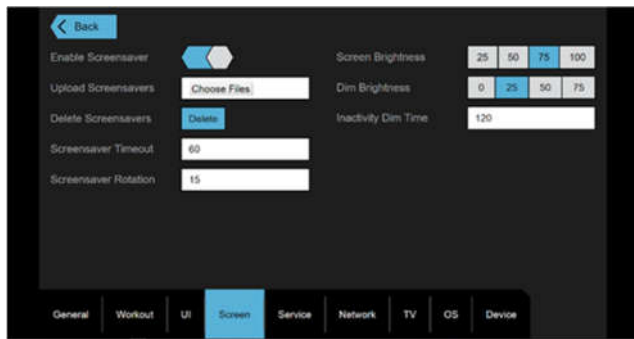 Back
Enable Screensaver
Upload Screensavers Choose Files
Delete Screensavers Delete
Screensaver Timeout 60
Screensaver Rotation 15
Screen Brightness 25 50 75 100
Dim Brightness 0 25 50 75
Inactivity Dim Time 120
General Workout UI Screen Service Network TV OS Device